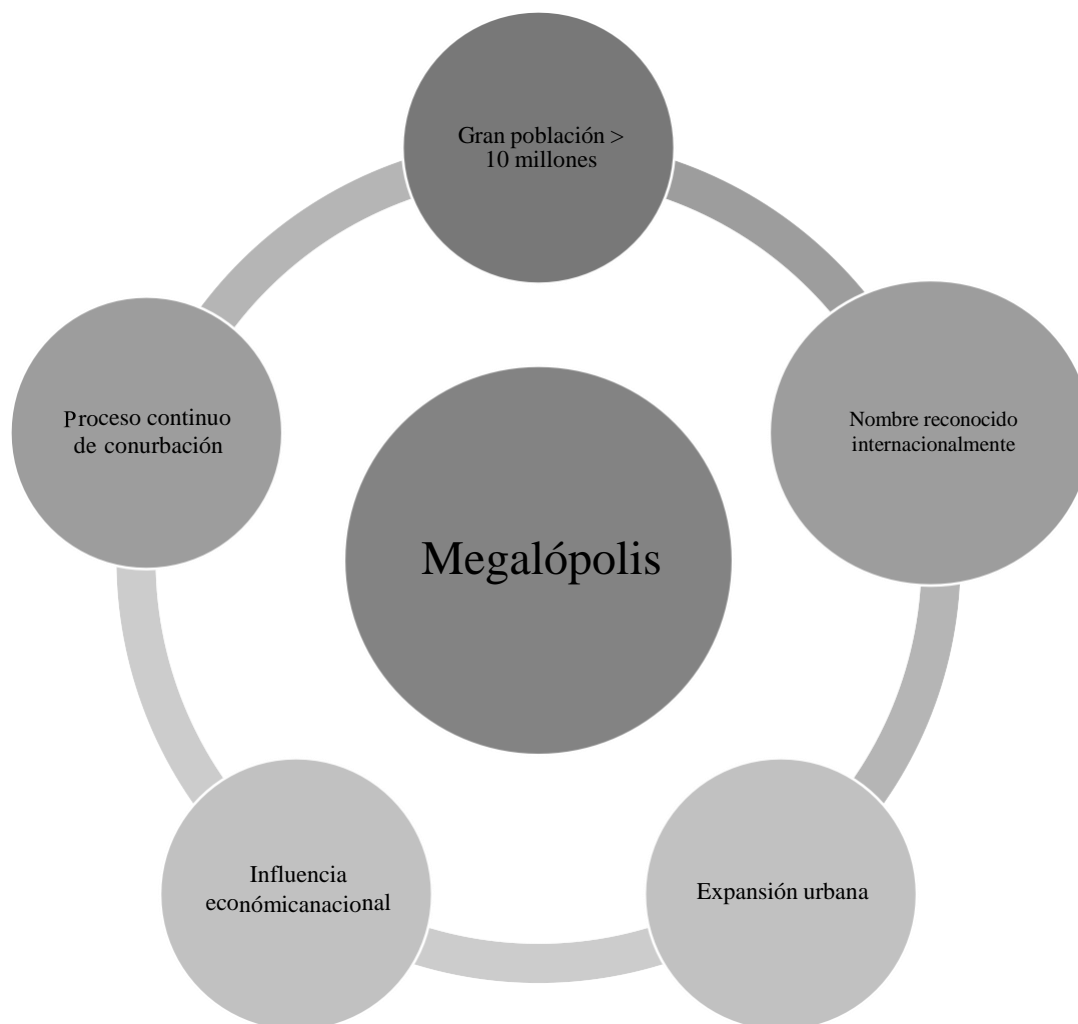 Gran población >
10 millones
Nombre reconocido
internacionalmente
Proceso continuo
de conurbación
Megalópolis
Influencia
económicanacional
Expansión urbana